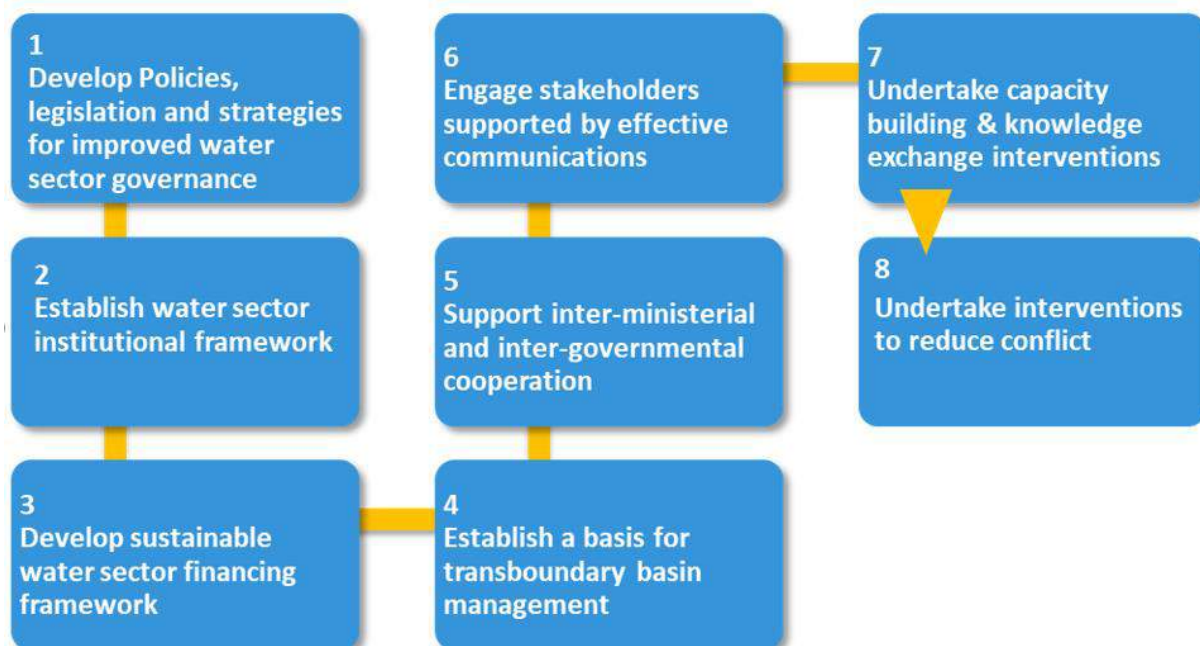 1
Develop Policies,
legislation and strategies
for improved water
sector governance
2
Establish water sector
institutional framework
3
Develop sustainable
water sector financing
framework
4
Establish a basis for
transboundary basin
management
5
Support inter-ministerial
and inter-governmental
cooperation
6
Engage stakeholders
supported by effective
communications
7
Undertake capacity
building & knowledge
exchange interventions
8
Undertake interventions
to reduce conflict